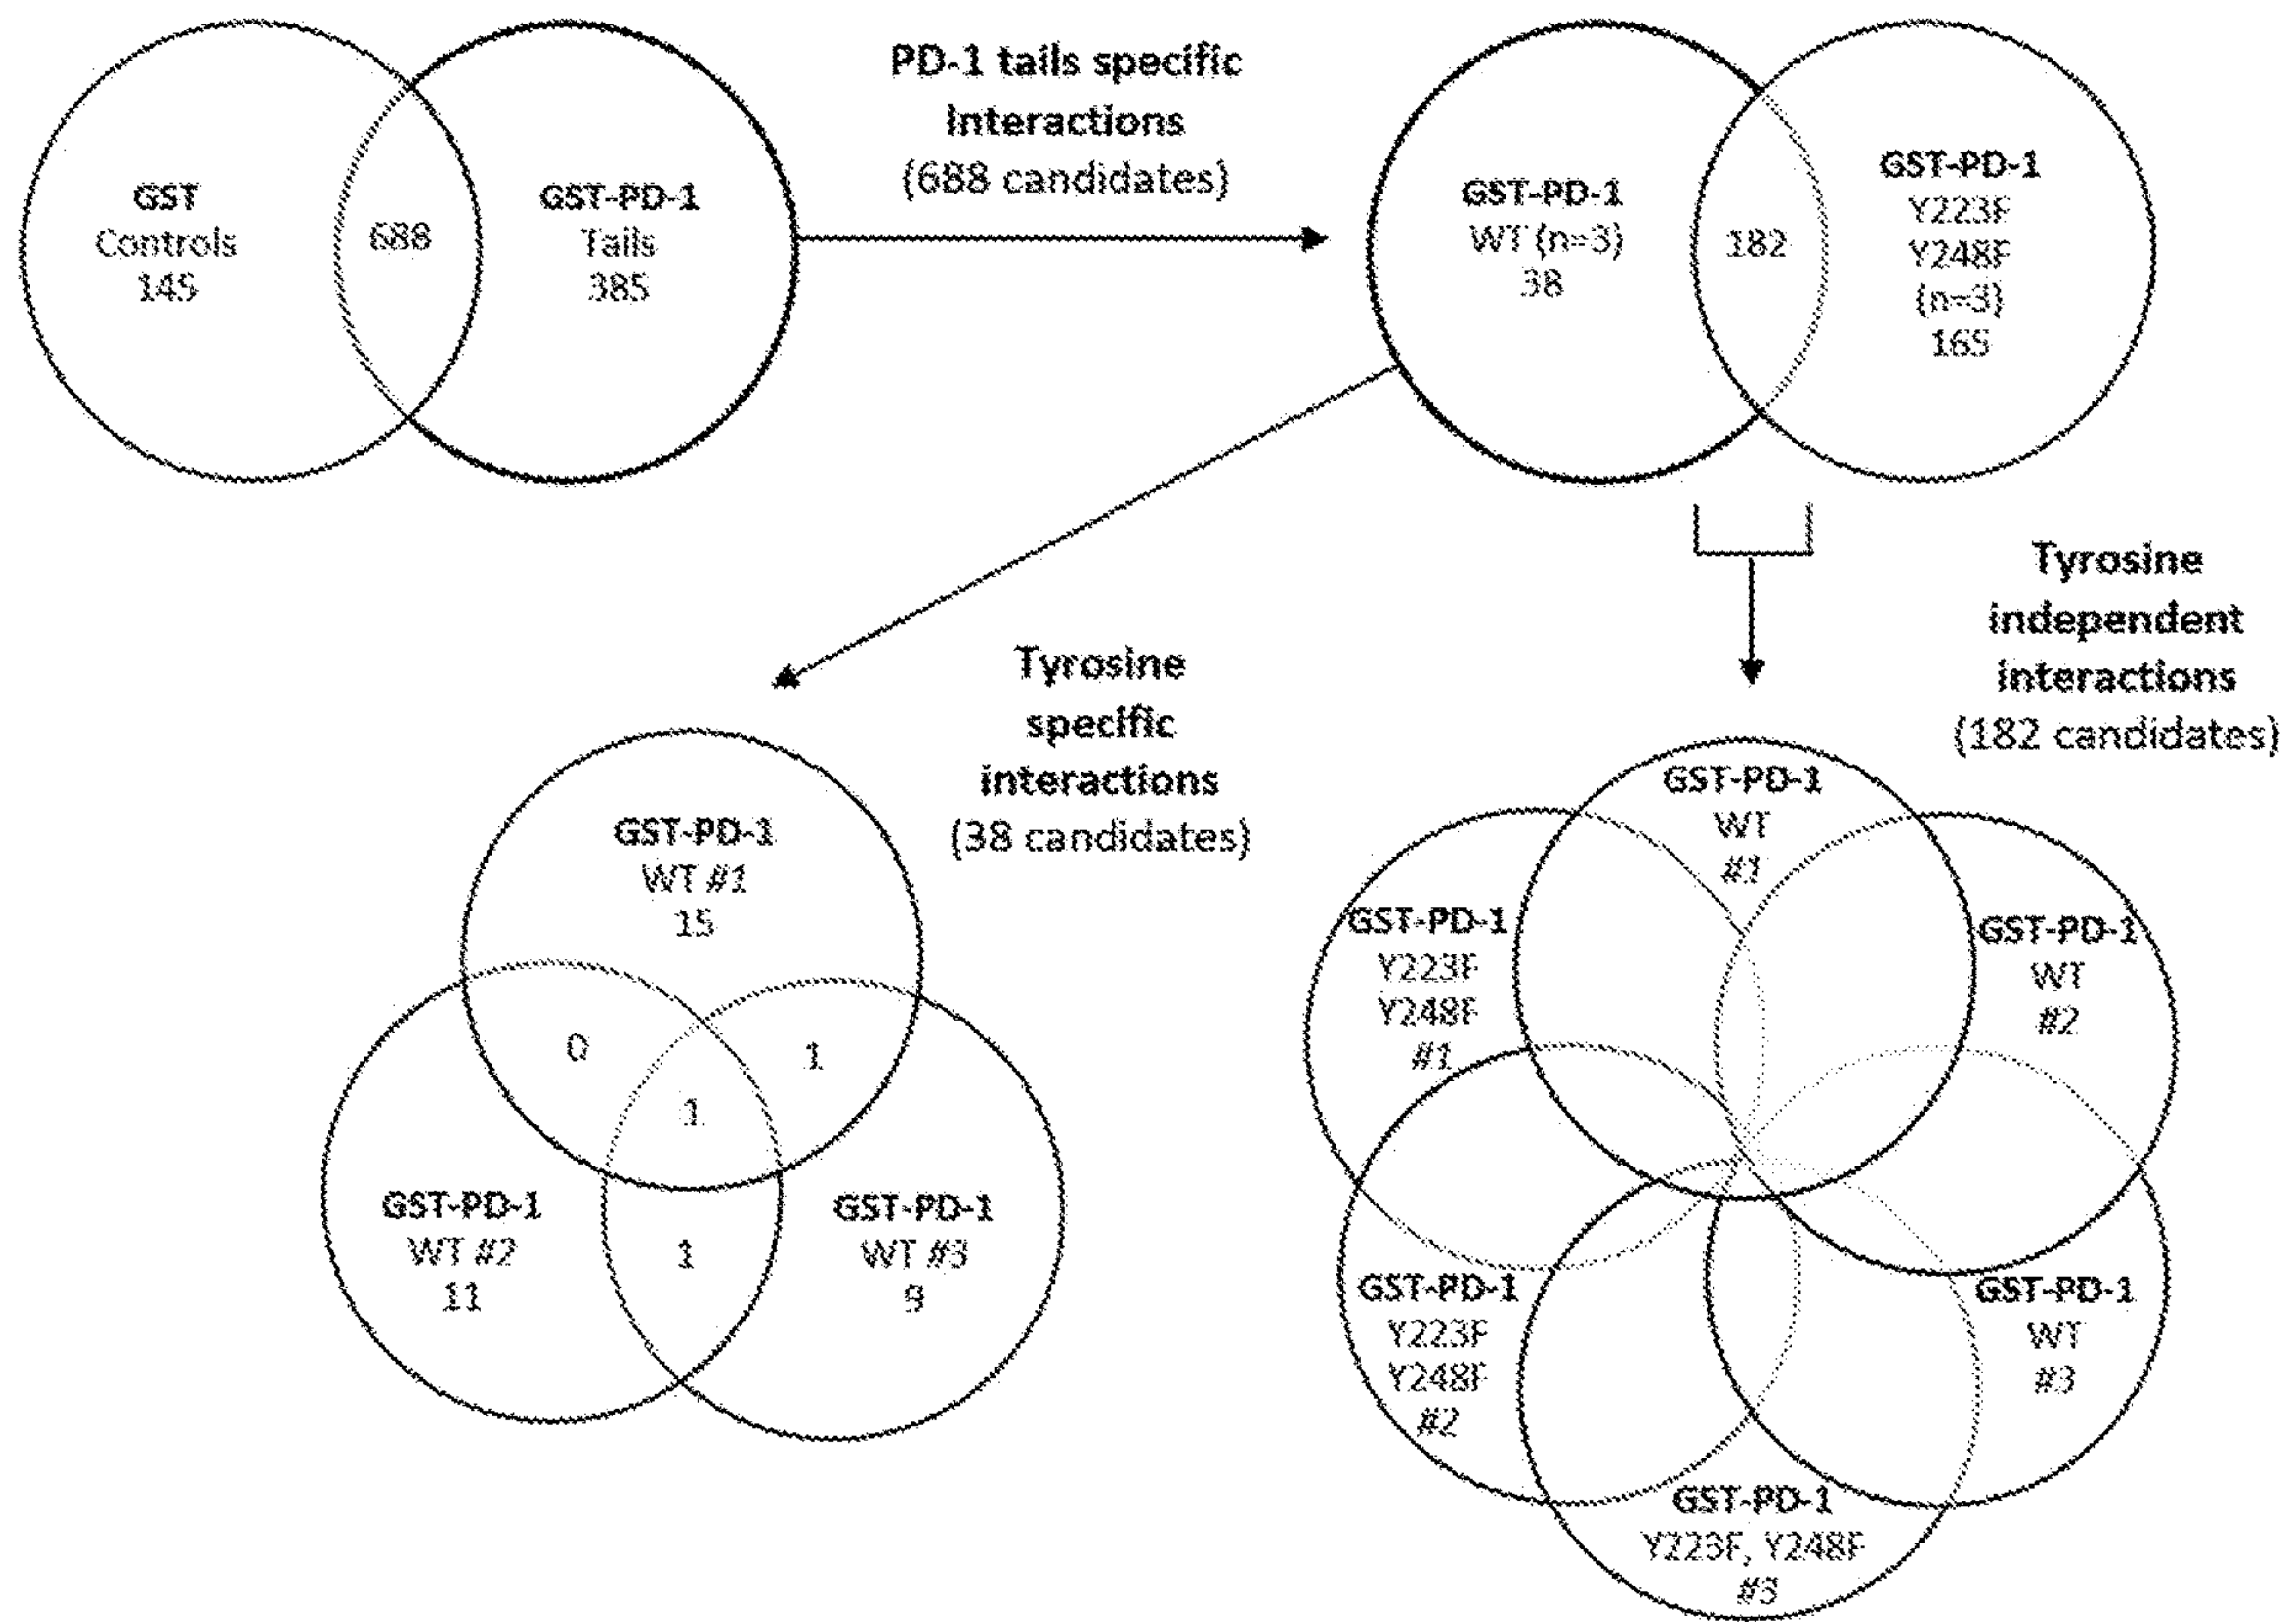 GST
Controls
145
688
GST-PD-1
Tails
385
PD-1 tails specific
Interactions
(688 candidates)
GST-PD-1
WT (n=3)
38
182
GST-PD-1
Y223F
Y248F
(n=3)
165
Tyrosine
specific
interactions
(38 candidates)
Tyrosine
independent
interactions
(182 candidates)
GST-PD-1
WT #1
15
0
1
1
GST-PD-1
WT #2
11
1
GST-PD-1
WT #3
9
GST-PD-1
WT
#1
GST-PD-1
Y223F
Y248F
#1
GST-PD-1
WT
#2
GST-PD-1
Y223F
Y248F
#2
GST-PD-1
WT
#3
GST-PD-1
Y223F, Y248F
#3